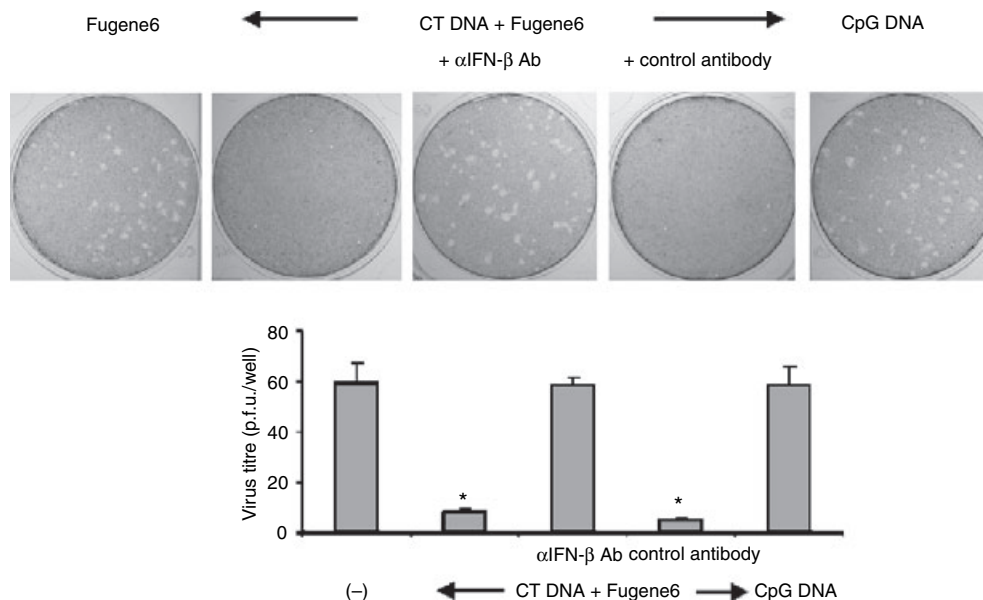 Fugene6 CT DNA + Fugene6 CpG DNA
+ αIFN-β Ab + control antibody
Virus titre (p.f.u./well)
80
60
40
20
0
*
*
αIFN-β Ab control antibody
(–) CT DNA + Fugene6 CpG DNA